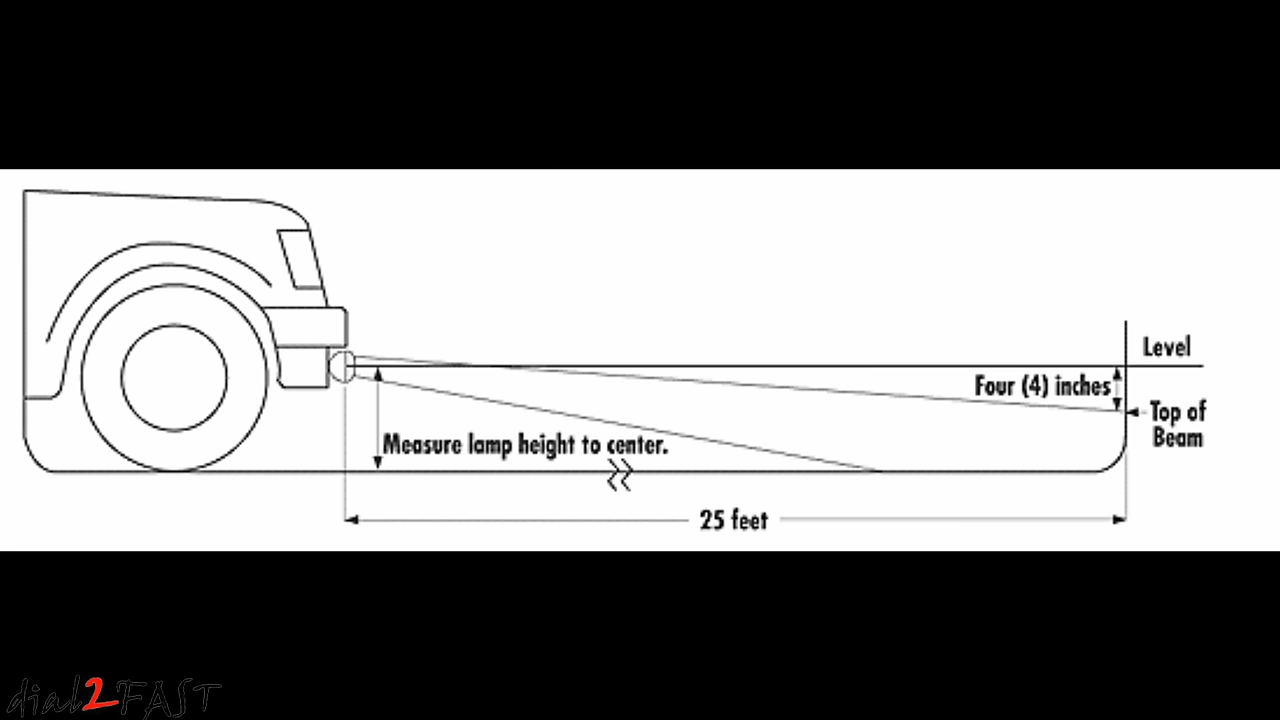 Level
Four (4) inches
Top of
Beam
Measure lamp height to center.
25 feet
dial2FAST